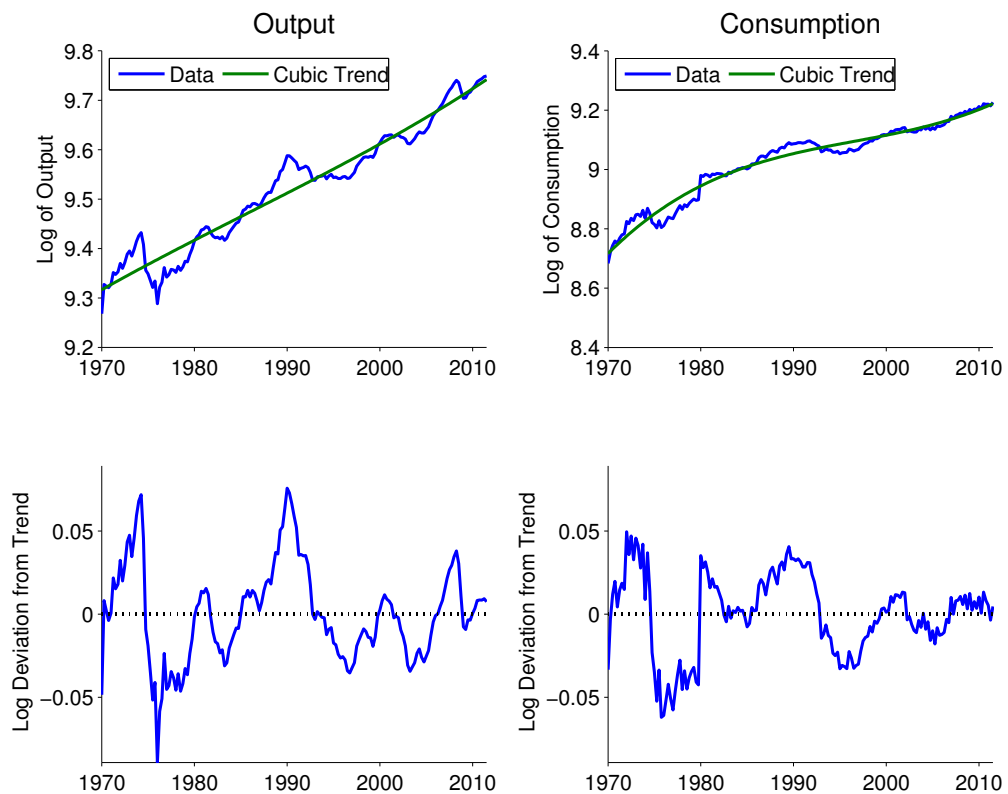 Output
9.8
9.7
9.6
9.5
9.4
9.3
9.2
Log of Output
Data
Cubic Trend
1970 1980 1990 2000 2010
Consumption
9.4
9.2
9
8.8
8.6
8.4
Log of Consumption
Data
Cubic Trend
1970 1980 1990 2000 2010
0.05
0
−0.05
Log Deviation from Trend
1970 1980 1990 2000 2010
0.05
0
−0.05
Log Deviation from Trend
1970 1980 1990 2000 2010